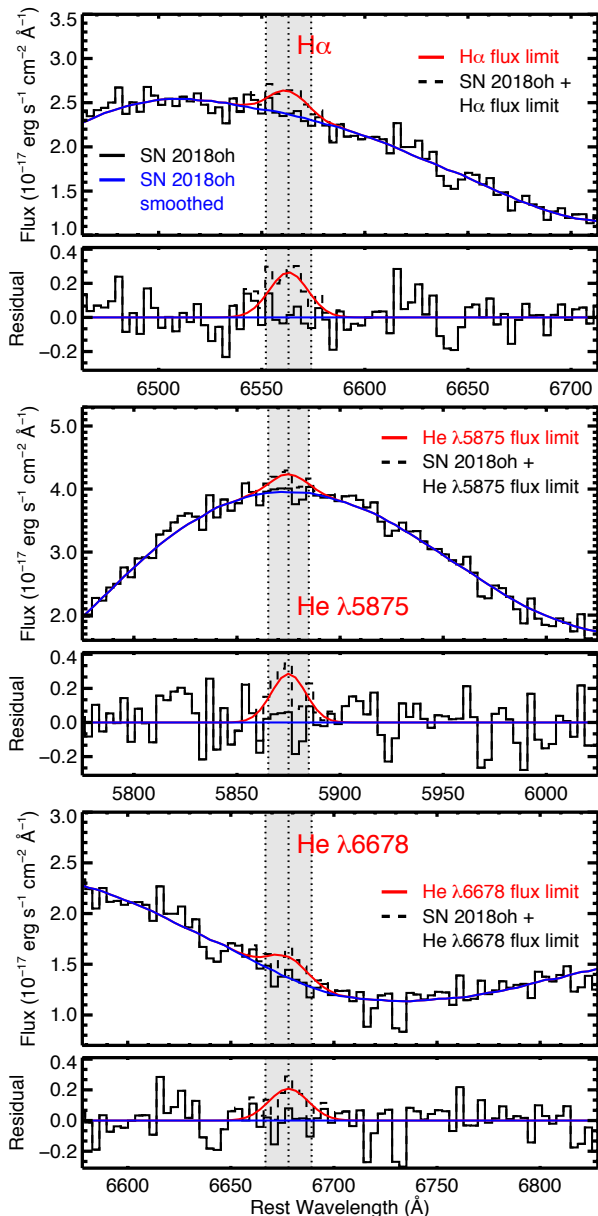 Hα
Hα flux limit
SN 2018oh +
Hα flux limit
SN 2018oh
SN 2018oh
smoothed
Flux (10⁻¹⁷ erg s⁻¹ cm⁻² Å⁻¹)
3.5
3.0
2.5
2.0
1.5
1.0
Residual
0.4
0.2
0.0
−0.2
6500 6550 6600 6650 6700
He λ5875 flux limit
SN 2018oh +
He λ5875 flux limit
He λ5875
Flux (10⁻¹⁷ erg s⁻¹ cm⁻² Å⁻¹)
5.0
4.0
3.0
2.0
Residual
0.4
0.2
0.0
−0.2
5800 5850 5900 5950 6000
He λ6678
He λ6678 flux limit
SN 2018oh +
He λ6678 flux limit
Flux (10⁻¹⁷ erg s⁻¹ cm⁻² Å⁻¹)
3.0
2.5
2.0
1.5
1.0
Residual
0.4
0.2
0.0
−0.2
6600 6650 6700 6750 6800
Rest Wavelength (Å)